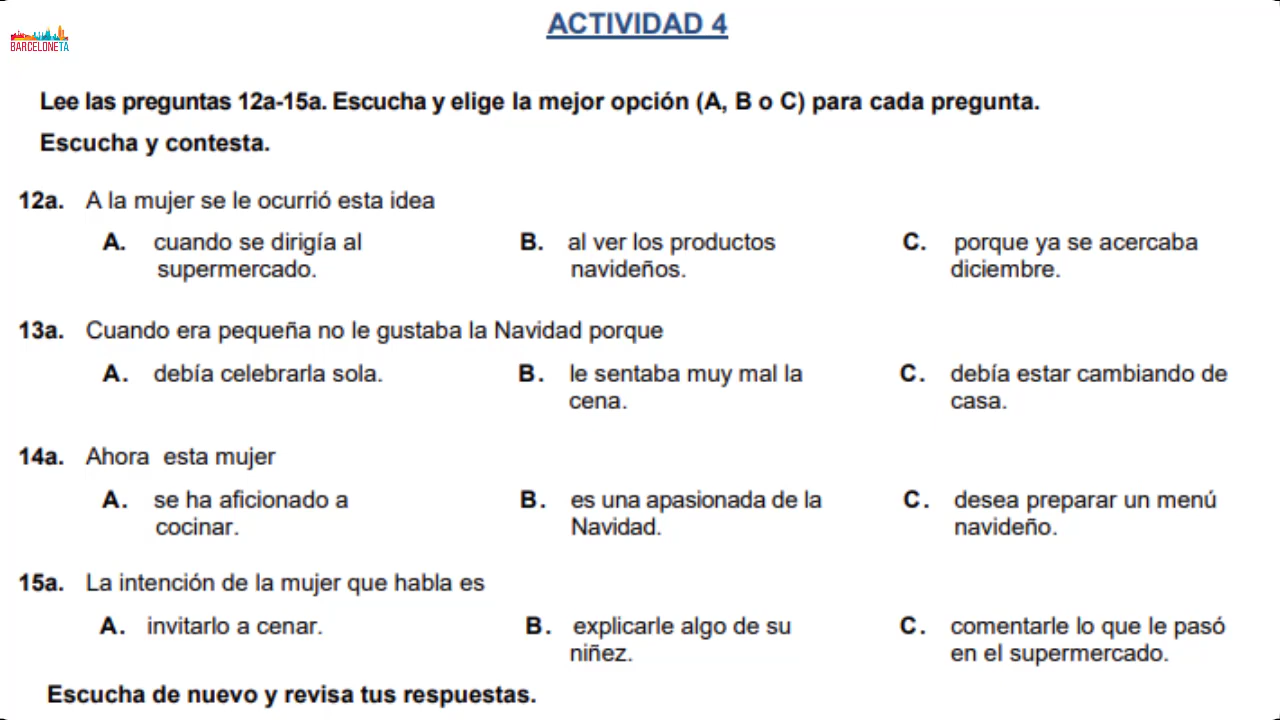 ACTIVIDAD 4
BARCELONETA
Lee las preguntas 12a-15a. Escucha y elige la mejor opción (A, B o C) para cada pregunta.
Escucha y contesta.
12a. A la mujer se le ocurrió esta idea
A. cuando se dirigía al B. al ver los productos C. porque ya se acercaba
supermercado. navideños. diciembre.
13a. Cuando era pequeña no le gustaba la Navidad porque
A. debía celebrarla sola. B. le sentaba muy mal la C. debía estar cambiando de
cena. casa.
14a. Ahora esta mujer
A. se ha aficionado a B. es una apasionada de la C. desea preparar un menú
cocinar. Navidad. navideño.
15a. La intención de la mujer que habla es
A. invitarlo a cenar. B. explicarle algo de su C. comentarle lo que le pasó
niñez. en el supermercado.
Escucha de nuevo y revisa tus respuestas.